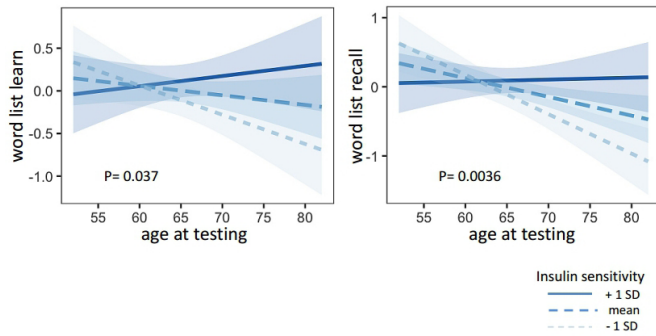 word list learn
0.5
0.0
-0.5
-1.0
P= 0.037
55 60 65 70 75 80
age at testing
word list recall
1
0
-1
P= 0.0036
55 60 65 70 75 80
age at testing
Insulin sensitivity
+ 1 SD
mean
- 1 SD